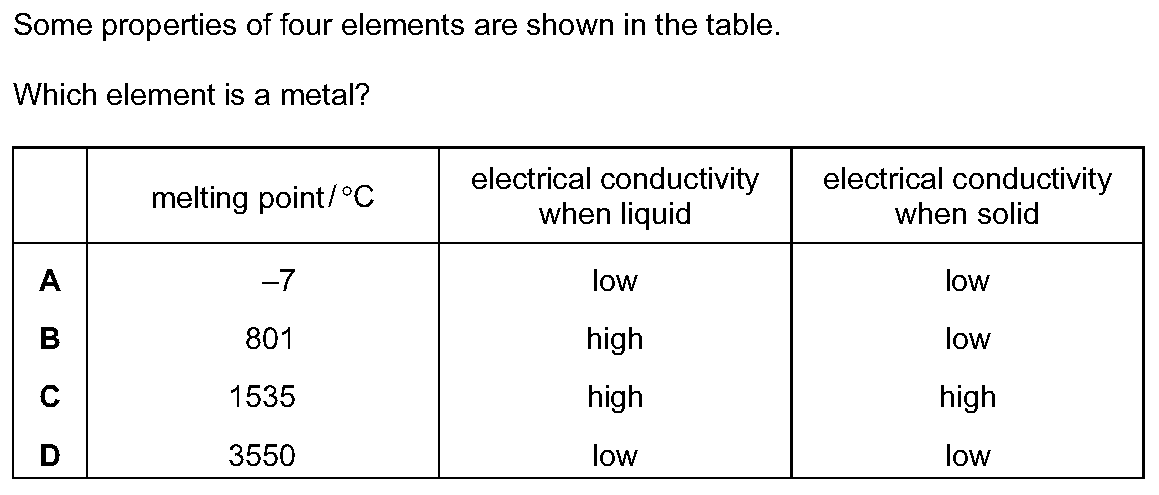 Some properties of four elements are shown in the table.
Which element is a metal?
melting point / °C
electrical conductivity when liquid
electrical conductivity when solid
A –7 low low
B 801 high low
C 1535 high high
D 3550 low low